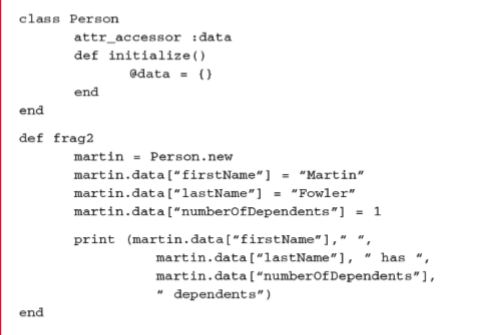 class Person
attr_accessor :data
def initialize()
@data = {}
end
end
def frag2
martin = Person.new
martin.data[“firstName”] = “Martin”
martin.data[“lastName”] = “Fowler”
martin.data[“numberOfDependents”] = 1
print (martin.data[“firstName”],“ ”,
martin.data[“lastName”], “ has “,
martin.data[“numberOfDependents”],
“ dependents”)
end